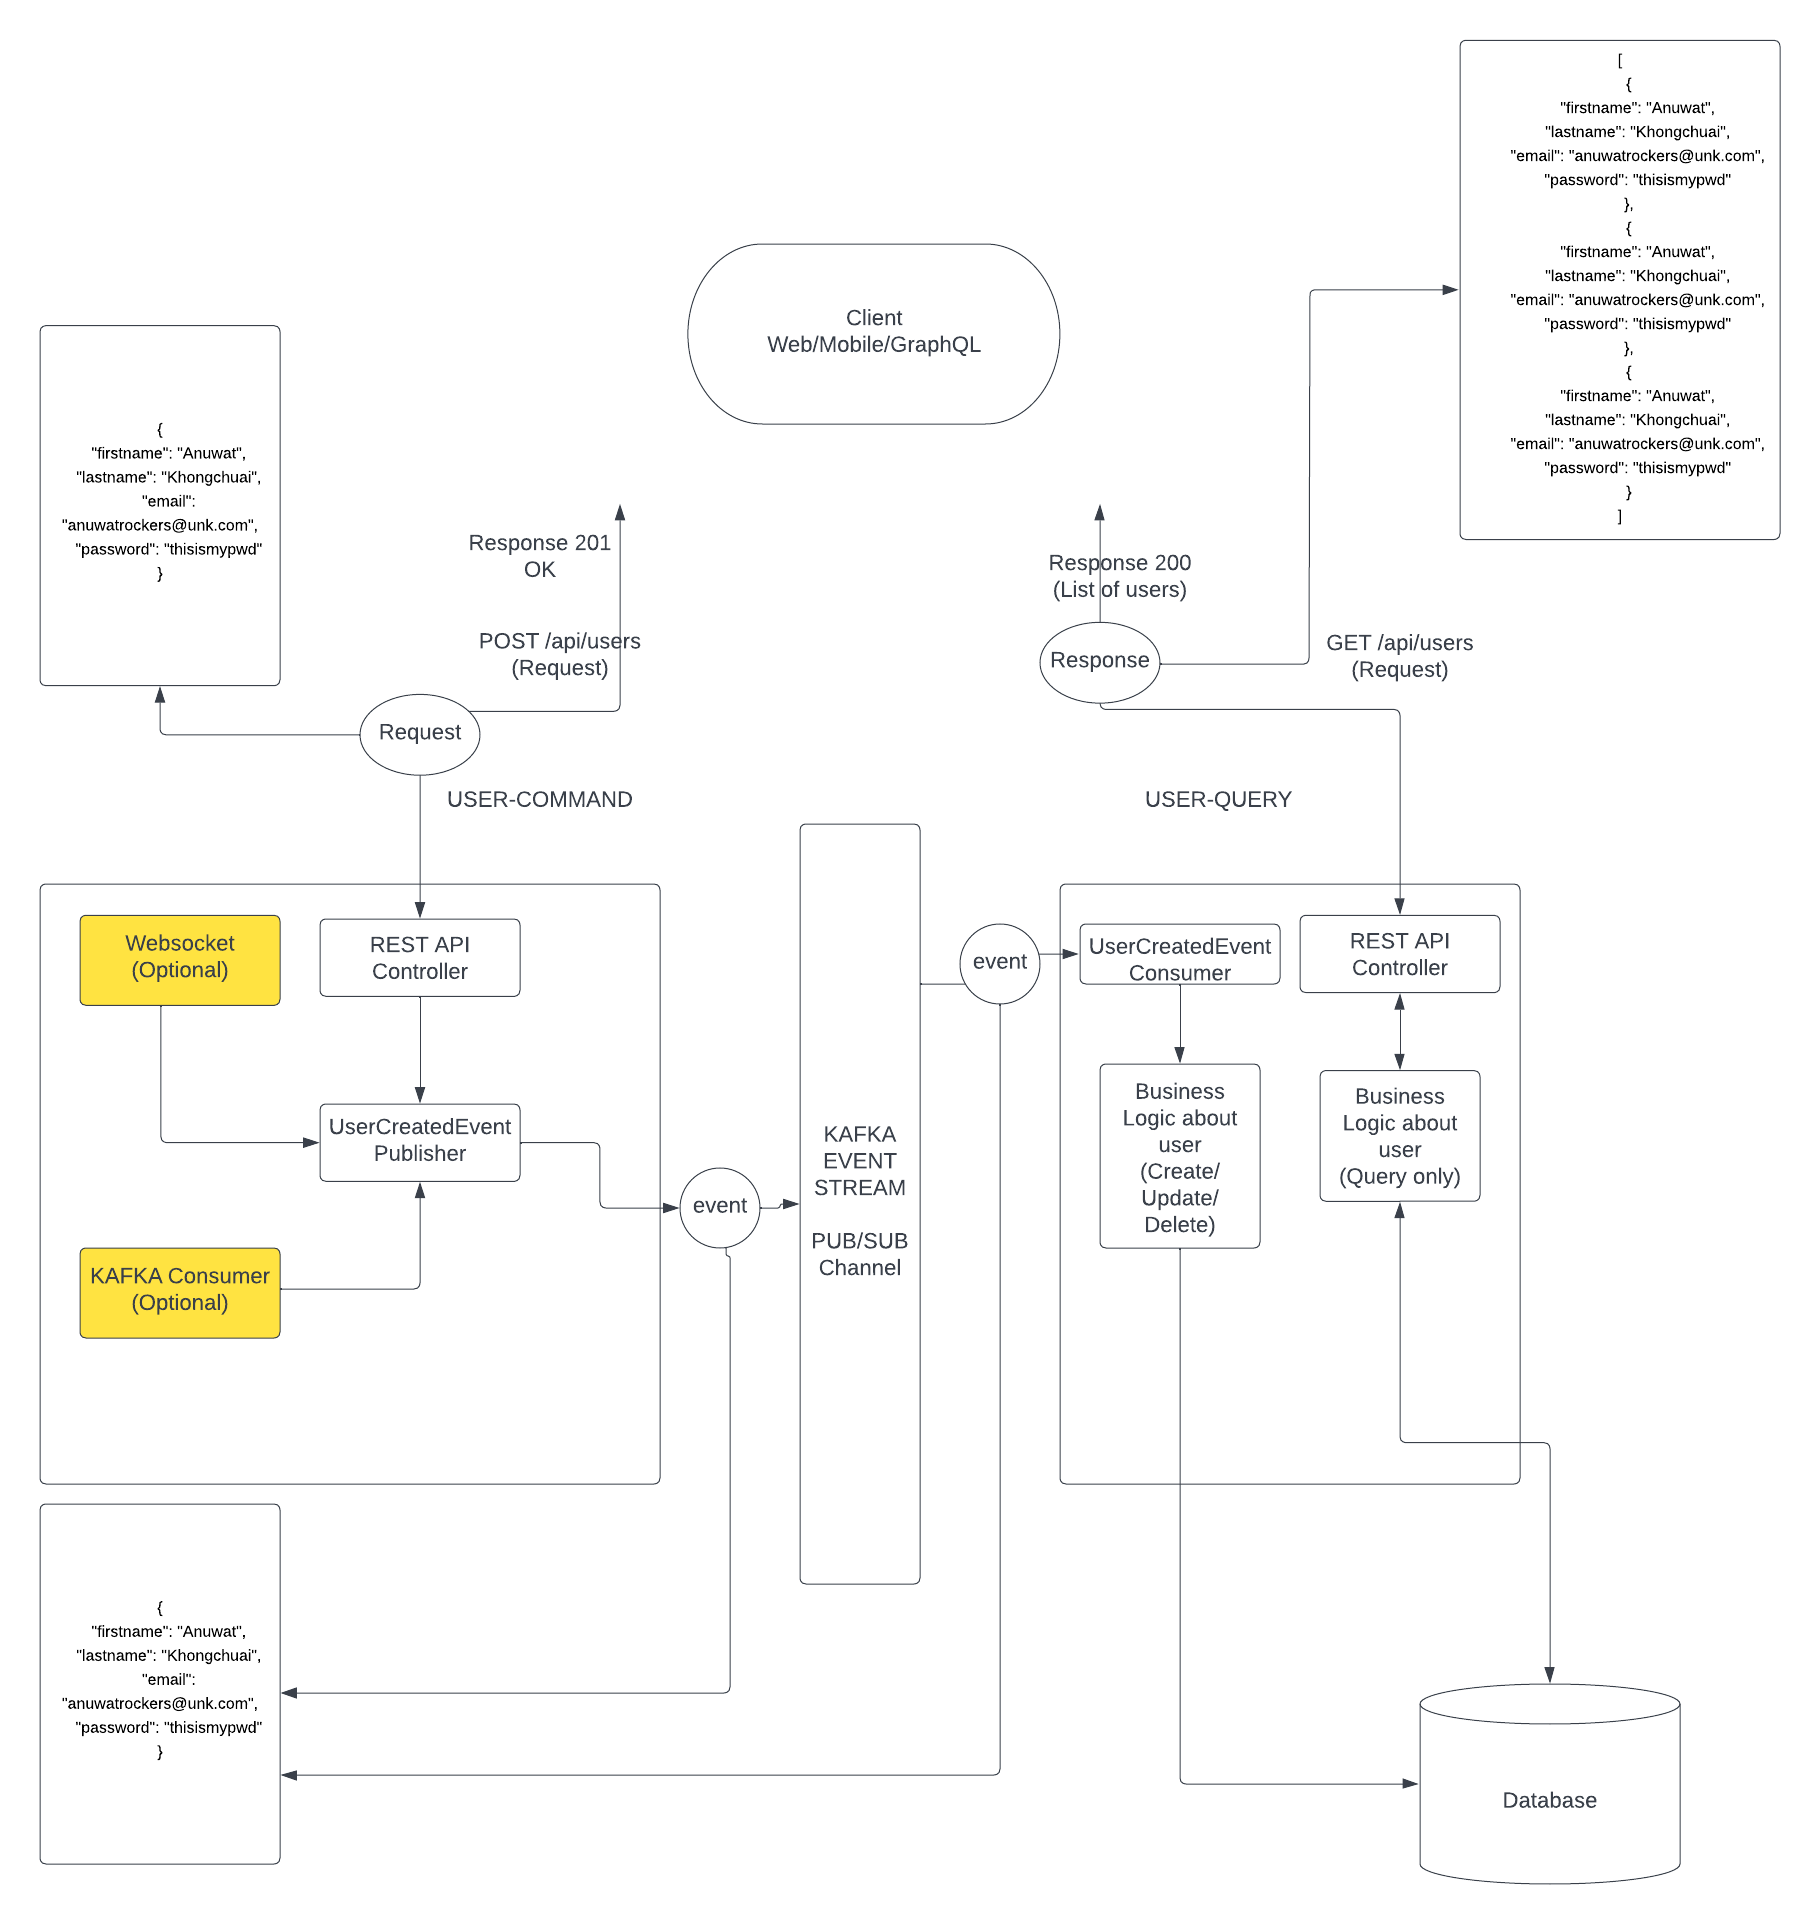 [
{
"firstname": "Anuwat",
"lastname": "Khongchuai",
"email": "anuwatrockers@unk.com",
"password": "thisismypwd"
},
{
"firstname": "Anuwat",
"lastname": "Khongchuai",
"email": "anuwatrockers@unk.com",
"password": "thisismypwd"
},
{
"firstname": "Anuwat",
"lastname": "Khongchuai",
"email": "anuwatrockers@unk.com",
"password": "thisismypwd"
}
]
Client
Web/Mobile/GraphQL
{
"firstname": "Anuwat",
"lastname": "Khongchuai",
"email":
"anuwatrockers@unk.com",
"password": "thisismypwd"
}
Response 201
OK
POST /api/users
(Request)
Request
Response 200
(List of users)
Response
GET /api/users
(Request)
USER-COMMAND
USER-QUERY
Websocket
(Optional)
REST API
Controller
UserCreatedEvent
Publisher
KAFKA Consumer
(Optional)
event
KAFKA
EVENT
STREAM
PUB/SUB
Channel
event
UserCreatedEvent
Consumer
REST API
Controller
Business
Logic about
user
(Create/
Update/
Delete)
Business
Logic about
user
(Query only)
{
"firstname": "Anuwat",
"lastname": "Khongchuai",
"email":
"anuwatrockers@unk.com",
"password": "thisismypwd"
}
Database